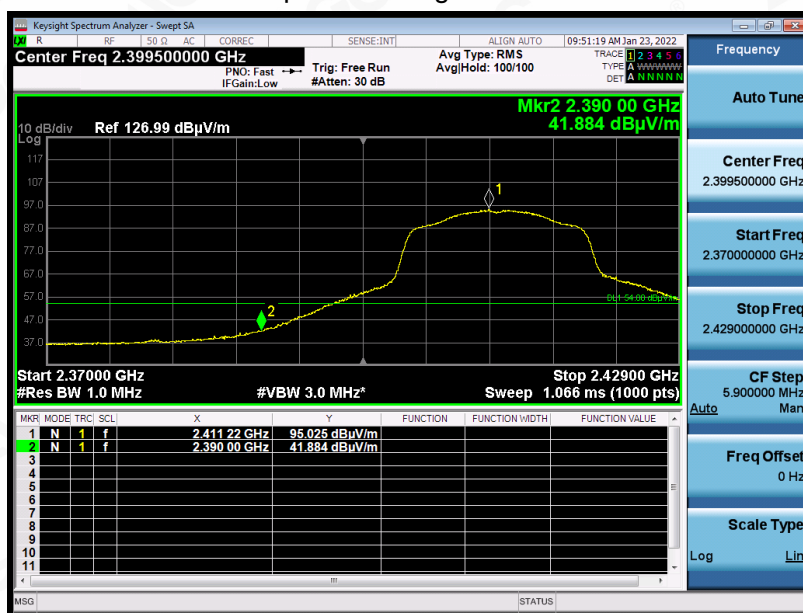 Keysight Spectrum Analyzer - Swept SA
LXI R RF 50 Ω AC CORREC SENSE:INT ALIGN AUTO 09:51:19 AM Jan 23, 2022
Center Freq 2.399500000 GHz
PNO: Fast
IFGain:Low
Trig: Free Run
#Atten: 30 dB
Avg Type: RMS
Avg|Hold: 100/100
TRACE 1 2 3 4 5 6
TYPE A WWWWW
DET A N N N N N
Mkr2 2.390 00 GHz
41.884 dBµV/m
10 dB/div Ref 126.99 dBµV/m
Log
117
107
97.0
87.0
77.0
67.0
57.0
47.0
37.0
1
2
DL1 54.00 dBµV/m
Start 2.37000 GHz Stop 2.42900 GHz
#Res BW 1.0 MHz #VBW 3.0 MHz* Sweep 1.066 ms (1000 pts)
MKR MODE TRC SCL X Y FUNCTION FUNCTION WIDTH FUNCTION VALUE
1 N 1 f 2.411 22 GHz 95.025 dBµV/m
2 N 1 f 2.390 00 GHz 41.884 dBµV/m
3
4
5
6
7
8
9
10
11
MSG STATUS
Frequency
Auto Tune
Center Freq
2.399500000 GHz
Start Freq
2.370000000 GHz
Stop Freq
2.429000000 GHz
CF Step
5.900000 MHz
Auto Man
Freq Offset
0 Hz
Scale Type
Log Lin